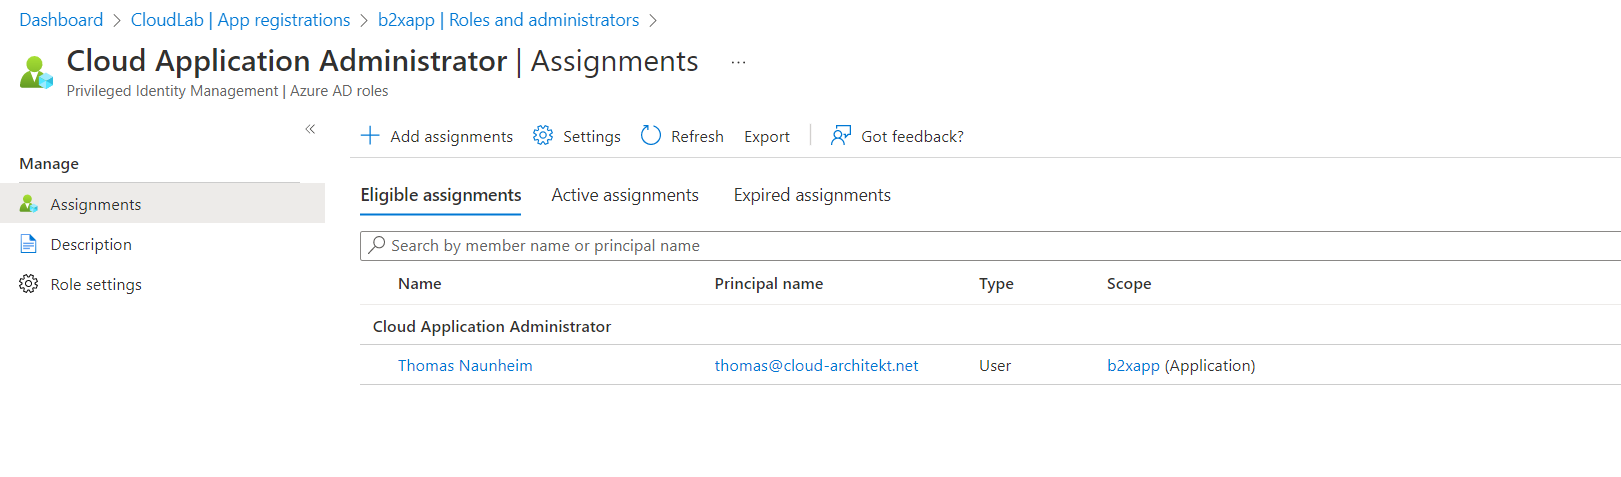 Dashboard > CloudLab | App registrations > b2xapp | Roles and administrators >
Cloud Application Administrator | Assignments ...
Privileged Identity Management | Azure AD roles
«
Add assignments Settings Refresh Export Got feedback?
Manage
Assignments
Description
Role settings
Eligible assignments Active assignments Expired assignments
Search by member name or principal name
Name Principal name Type Scope
Cloud Application Administrator
Thomas Naunheim thomas@cloud-architekt.net User b2xapp (Application)